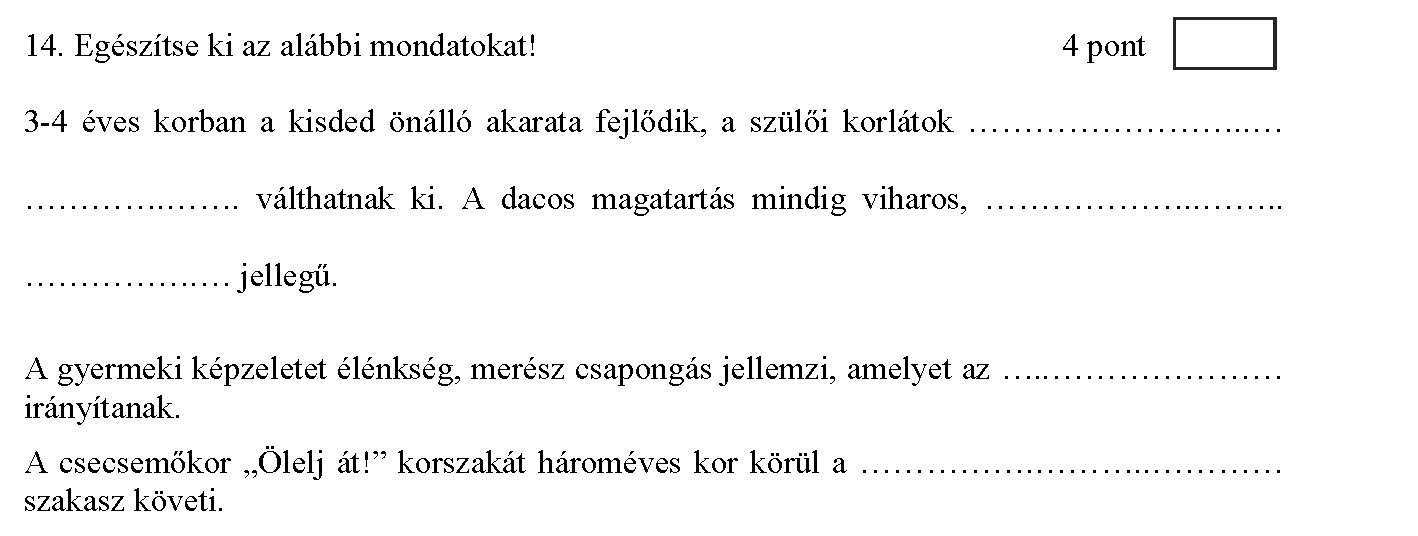 14. Egészítse ki az alábbi mondatokat! 4 pont
3-4 éves korban a kisded önálló akarata fejlődik, a szülői korlátok ……………………..…
………….……. válthatnak ki. A dacos magatartás mindig viharos, ………………..……..
…………….… jellegű.
A gyermeki képzeletet élénkség, merész csapongás jellemzi, amelyet az …..……………………
irányítanak.
A csecsemőkor „Ölelj át!” korszakát hároméves kor körül a …………….………..…………
szakasz követi.